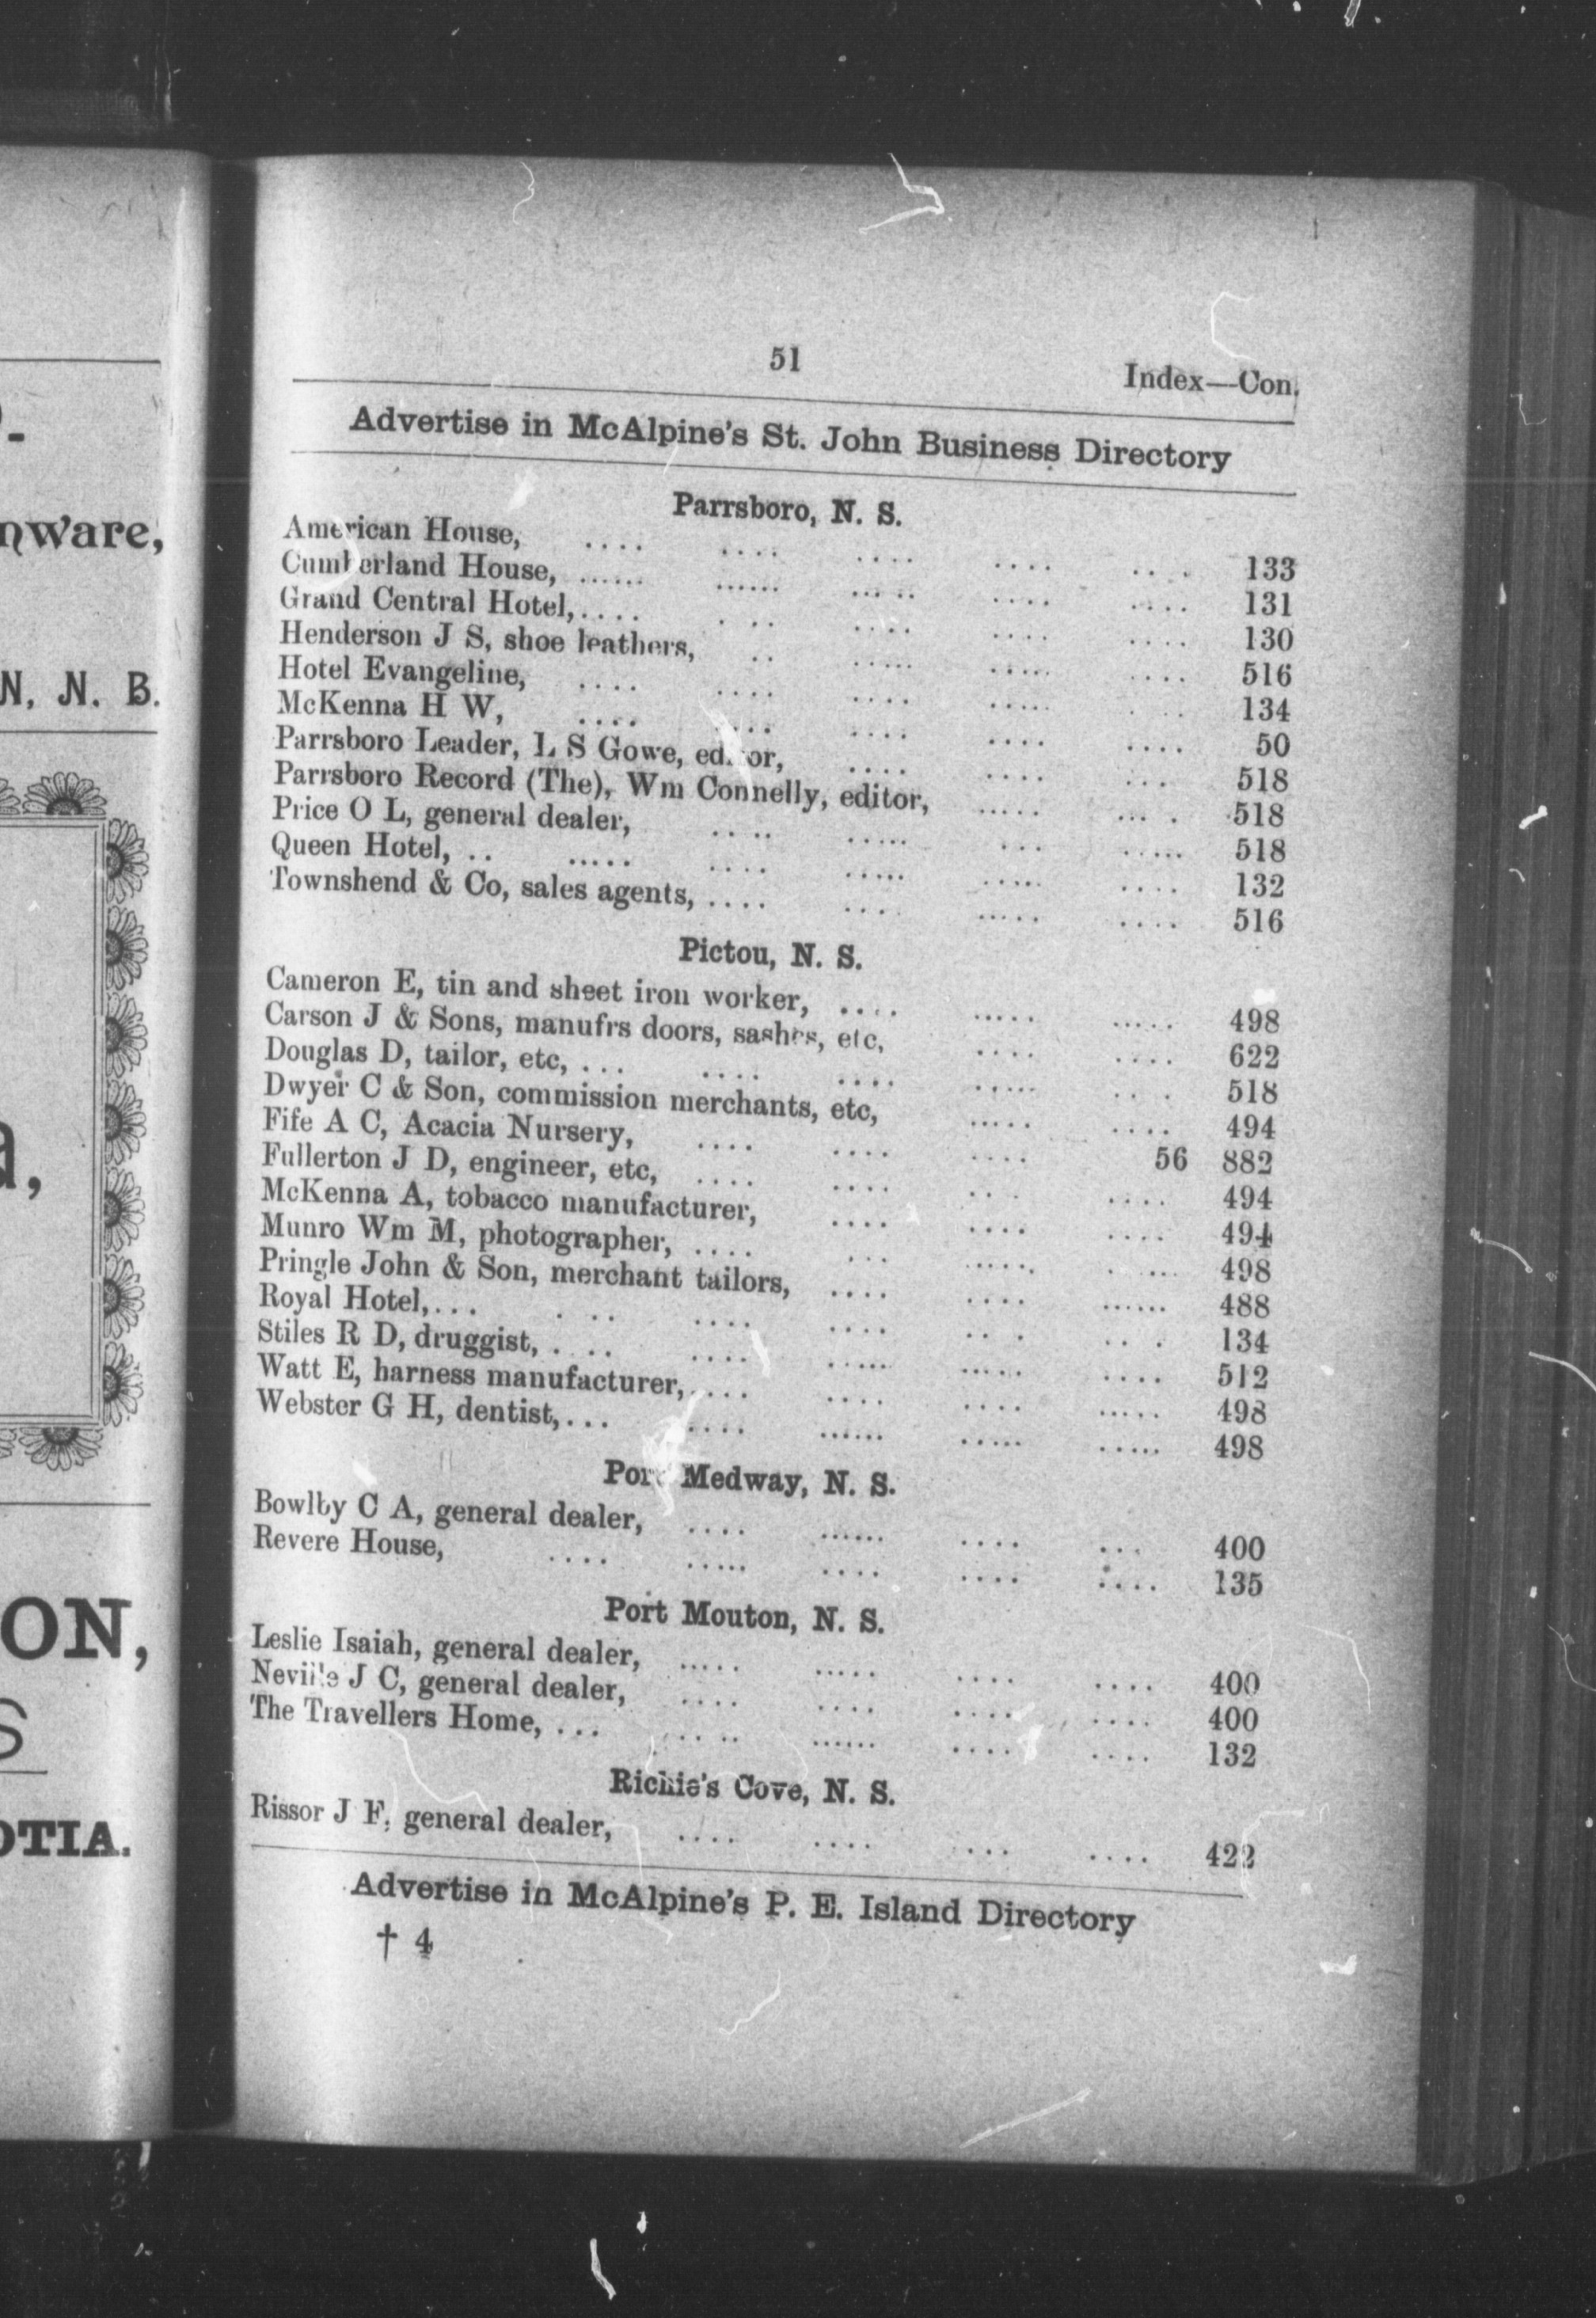 nware,
N, N. B.
a,
ON,
S
OTIA.
51
Index—Con.
Advertise in McAlpine's St. John Business Directory
Parrsboro, N. S.
American House, .... .... .... .... .... 133
Cumberland House, ...... ...... ..... .... .... 131
Grand Central Hotel,.... ... .... .... .... 130
Henderson J S, shoe leathers, .. ..... ..... .... 516
Hotel Evangeline, .... .... .... ..... ... 134
McKenna H W, .... ... .... .... .... 50
Parrsboro Leader, L S Gowe, editor, .... .... ... 518
Parrsboro Record (The), Wm Connelly, editor, ..... .... 518
Price O L, general dealer, .... ..... ... ..... 518
Queen Hotel, .. ..... .... ..... ..... .... 132
Townshend & Co, sales agents, .... .... ..... .... 516
Pictou, N. S.
Cameron E, tin and sheet iron worker, .... ..... ..... 498
Carson J & Sons, manufrs doors, sashes, etc, .... .... 622
Douglas D, tailor, etc, ... .... .... ..... ... 518
Dwyer C & Son, commission merchants, etc, ..... .... 494
Fife A C, Acacia Nursery, .... .... .... 56 882
Fullerton J D, engineer, etc, .... .... ... .... 494
McKenna A, tobacco manufacturer, .... .... .... 494
Munro Wm M, photographer, .... ... ..... .... 498
Pringle John & Son, merchant tailors, .... .... ...... 488
Royal Hotel,... ... .... .... ... ... 134
Stiles R D, druggist, .... .... ..... ..... .... 512
Watt E, harness manufacturer,.... .... .... ..... 498
Webster G H, dentist,... .... ...... ..... ..... 498
Port Medway, N. S.
Bowlby C A, general dealer, .... ...... .... ... 400
Revere House, .... ..... .... .... .... 135
Port Mouton, N. S.
Leslie Isaiah, general dealer, ..... ..... .... .... 400
Neville J C, general dealer, .... .... .... .... 400
The Travellers Home, ... ..... ...... .... .... 132
Richie's Cove, N. S.
Rissor J F, general dealer, .... .... ... .... 422
Advertise in McAlpine's P. E. Island Directory
† 4